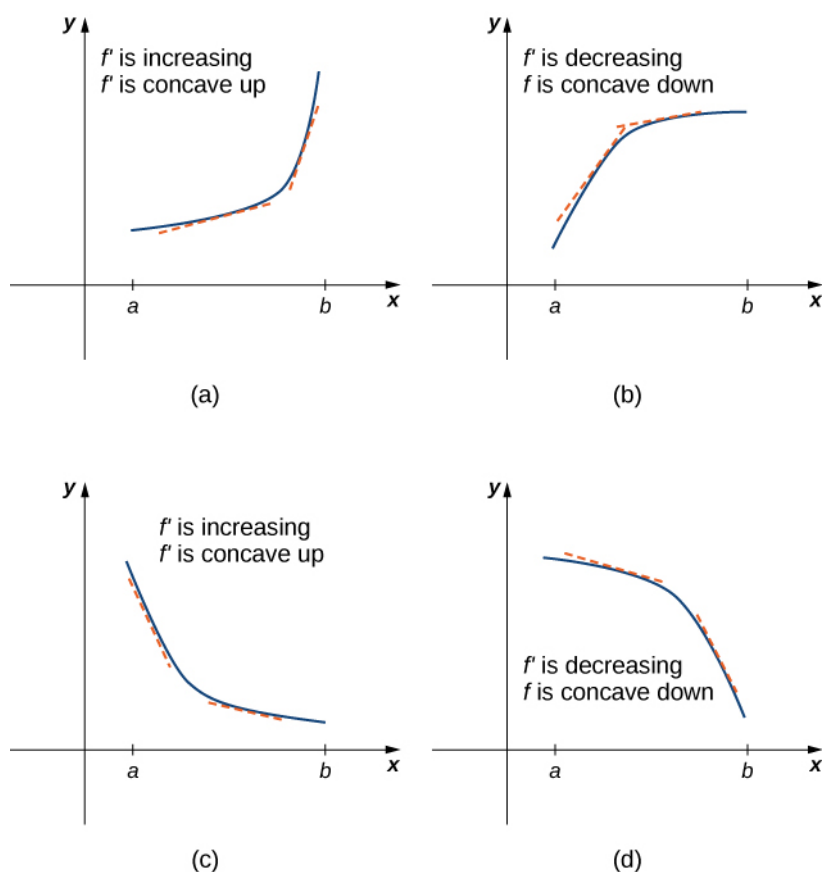 y
f' is increasing
f' is concave up
a
b
x
(a)
y
f' is decreasing
f is concave down
a
b
x
(b)
y
f' is increasing
f' is concave up
a
b
x
(c)
y
f' is decreasing
f is concave down
a
b
x
(d)